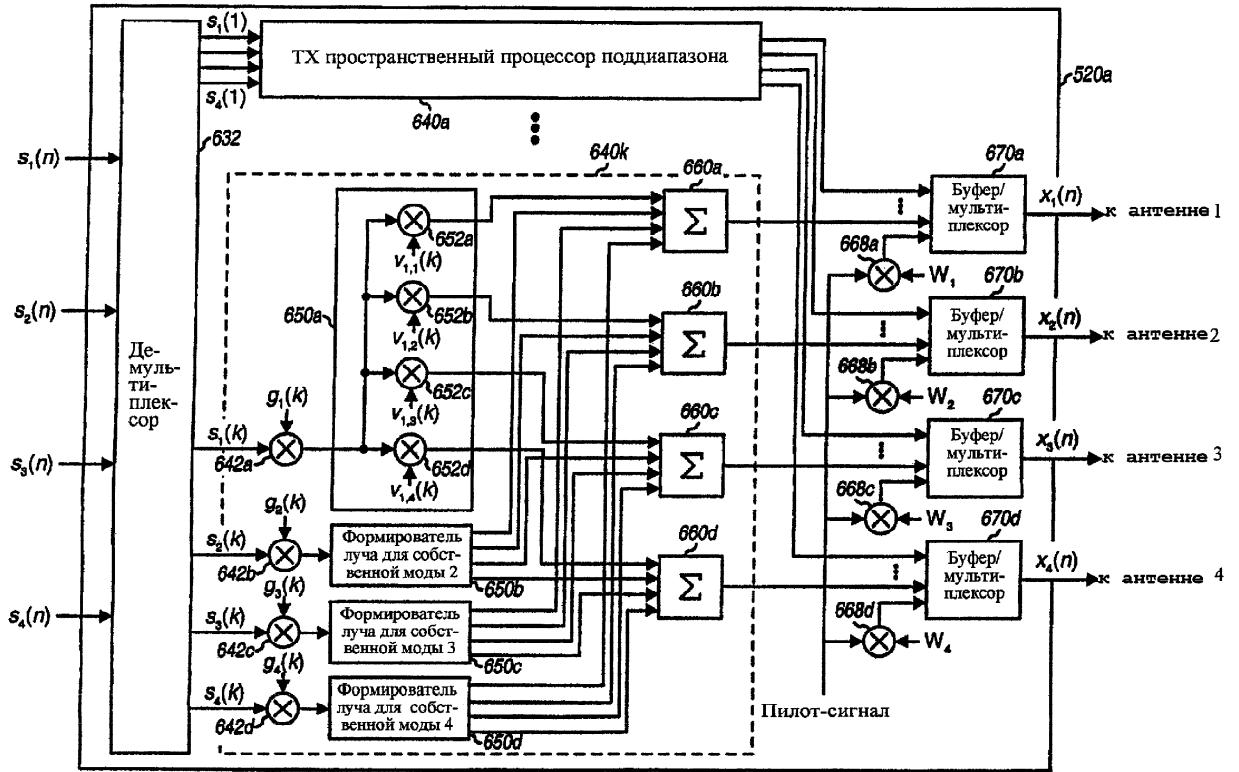 s₁(1)
TX пространственный процессор поддиапазона
s₄(1)
640a
520a
632
s₁(n)
640k
660a
670a
Σ
652a
v₁,₁(k)
Буфер/
мульти-
плексор
x₁(n)
к антенне 1
668a
W₁
s₂(n)
650a
652b
v₁,₂(k)
660b
Σ
670b
Буфер/
мульти-
плексор
x₂(n)
к антенне 2
668b
W₂
Де-
муль-
ти-
плек-
сор
g₁(k)
s₁(k)
642a
652c
v₁,₃(k)
652d
v₁,₄(k)
660c
Σ
670c
Буфер/
мульти-
плексор
x₃(n)
к антенне 3
668c
W₃
s₃(n)
g₂(k)
s₂(k)
642b
Формирователь
луча для собст-
венной моды 2
650b
660d
Σ
670d
Буфер/
мульти-
плексор
x₄(n)
к антенне 4
668d
W₄
s₄(n)
g₃(k)
s₃(k)
642c
Формирователь
луча для собст-
венной моды 3
650c
g₄(k)
s₄(k)
642d
Формирователь
луча для собст-
венной моды 4
650d
Пилот-сигнал